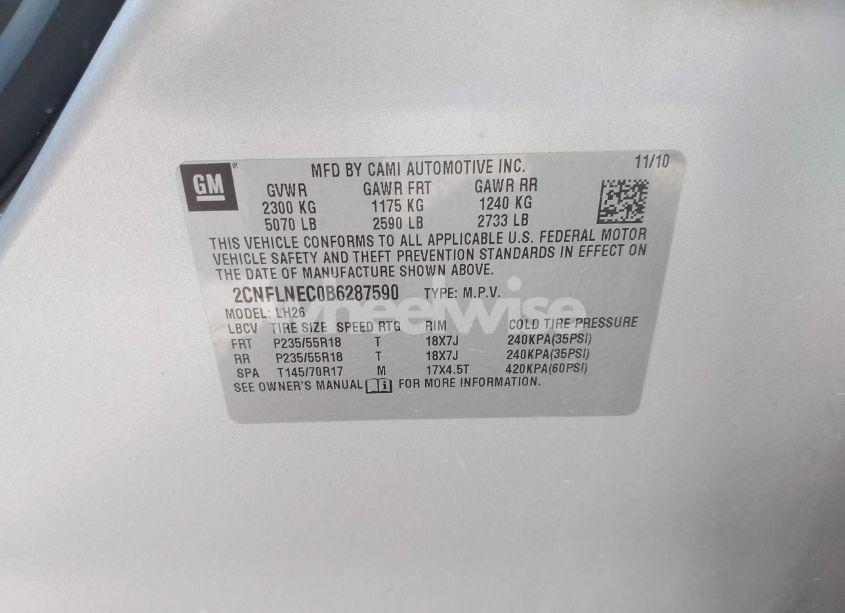 GM ®
MFD BY CAMI AUTOMOTIVE INC. 11/10
GVWR GAWR FRT GAWR RR
2300 KG 1175 KG 1240 KG
5070 LB 2590 LB 2733 LB
THIS VEHICLE CONFORMS TO ALL APPLICABLE U.S. FEDERAL MOTOR
VEHICLE SAFETY AND THEFT PREVENTION STANDARDS IN EFFECT ON
THE DATE OF MANUFACTURE SHOWN ABOVE.
2CNFLNEC0B6287590 TYPE: M.P.V.
MODEL: LH26
LBCV TIRE SIZE SPEED RTG RIM COLD TIRE PRESSURE
FRT P235/55R18 T 18X7J 240KPA(35PSI)
RR P235/55R18 T 18X7J 240KPA(35PSI)
SPA T145/70R17 M 17X4.5T 420KPA(60PSI)
SEE OWNER'S MANUAL FOR MORE INFORMATION.
wheelwise